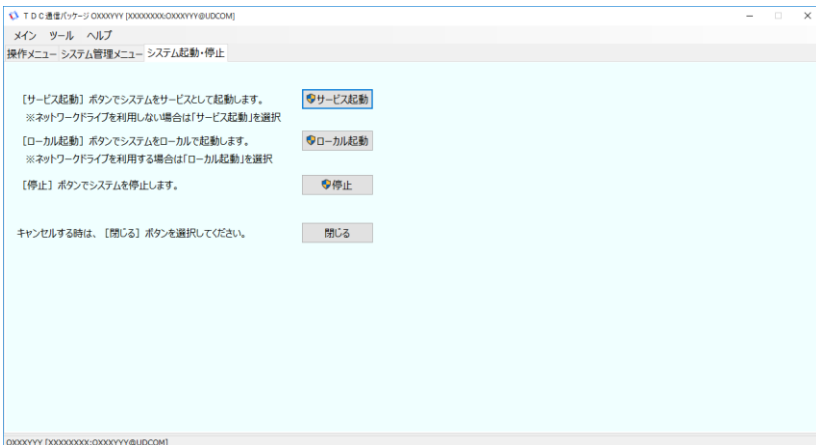 TDC通信パッケージ OXXXYYY [XXXXXXXX:OXXXYYY@UDCOM]
メイン ツール ヘルプ
操作メニュー システム管理メニュー システム起動・停止
[サービス起動] ボタンでシステムをサービスとして起動します。 サービス起動
※ネットワークドライブを利用しない場合は「サービス起動」を選択
[ローカル起動] ボタンでシステムをローカルで起動します。 ローカル起動
※ネットワークドライブを利用する場合は「ローカル起動」を選択
[停止] ボタンでシステムを停止します。 停止
キャンセルする時は、[閉じる] ボタンを選択してください。 閉じる
OXXXYYY [XXXXXXXX:OXXXYYY@UDCOM]